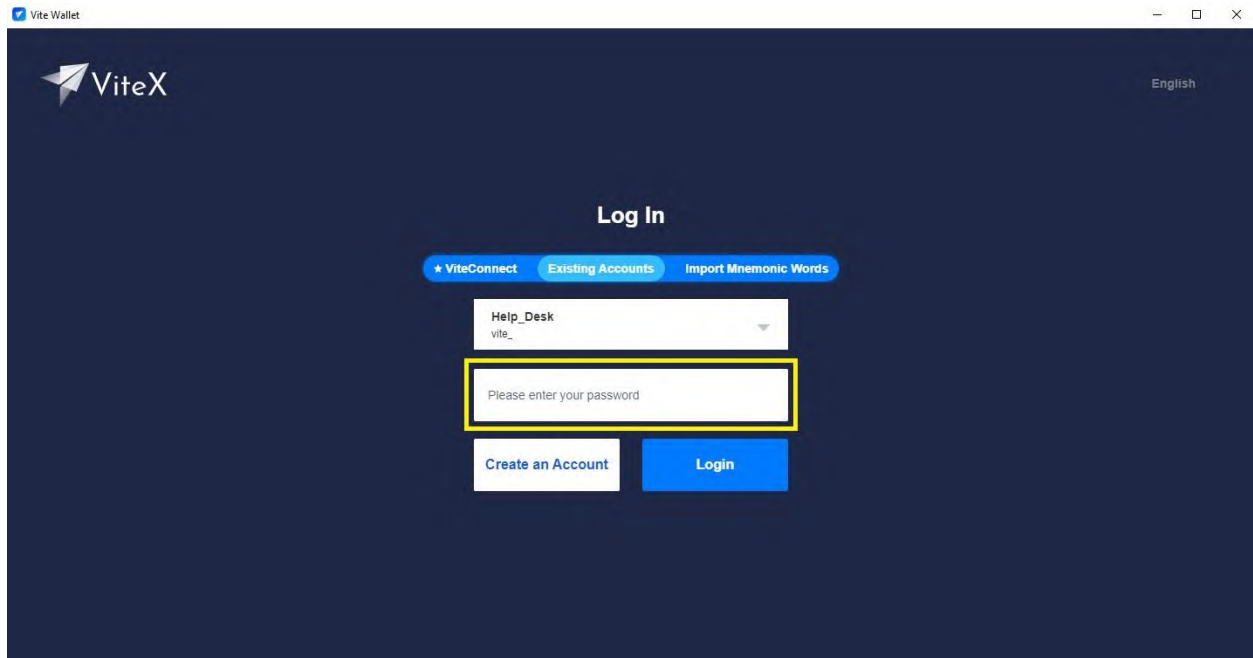 Vite Wallet
ViteX
English
Log In
★ ViteConnect Existing Accounts Import Mnemonic Words
Help_Desk
vite_
Please enter your password
Create an Account Login